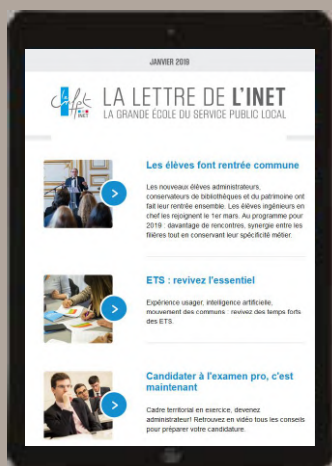 JANVIER 2019
cnfpt
INET
LA LETTRE DE L'INET
LA GRANDE ÉCOLE DU SERVICE PUBLIC LOCAL
Les élèves font rentrée commune
Les nouveaux élèves administrateurs,
conservateurs de bibliothèques et du patrimoine ont
fait leur rentrée ensemble. Les élèves ingénieurs en
chef les rejoignent le 1er mars. Au programme pour
2019 : davantage de rencontres, synergie entre les
filières tout en conservant leur spécificité métier.
ETS : revivez l'essentiel
Expérience usager, intelligence artificielle,
mouvement des communs : revivez des temps forts
des ETS.
Candidater à l'examen pro, c'est
maintenant
Cadre territorial en exercice, devenez
administrateur! Retrouvez en vidéo tous les conseils
pour préparer votre candidature.